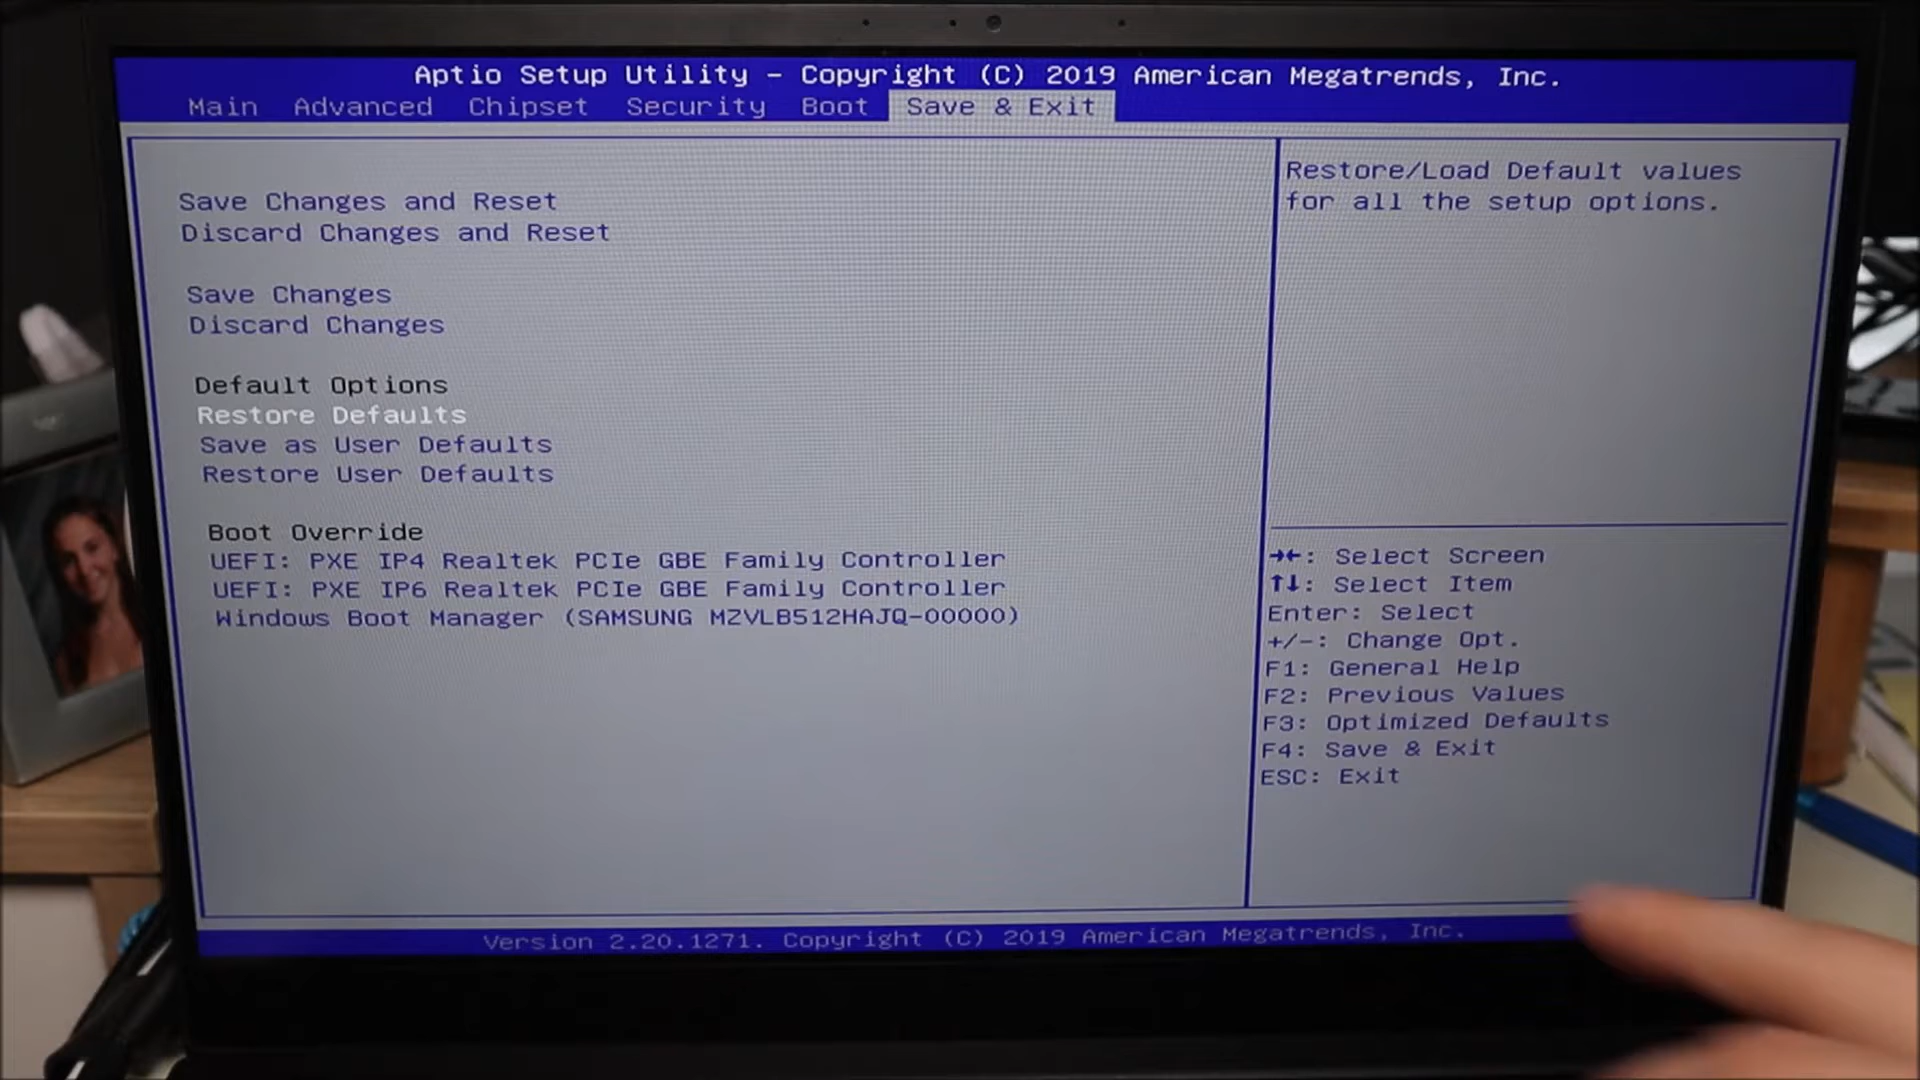 Aptio Setup Utility – Copyright (C) 2019 American Megatrends, Inc.
Main Advanced Chipset Security Boot Save & Exit
Save Changes and Reset
Discard Changes and Reset
Save Changes
Discard Changes
Default Options
Restore Defaults
Save as User Defaults
Restore User Defaults
Boot Override
UEFI: PXE IP4 Realtek PCIe GBE Family Controller
UEFI: PXE IP6 Realtek PCIe GBE Family Controller
Windows Boot Manager (SAMSUNG MZVLB512HAJQ-00000)
Restore/Load Default values
for all the setup options.
→←: Select Screen
↑↓: Select Item
Enter: Select
+/-: Change Opt.
F1: General Help
F2: Previous Values
F3: Optimized Defaults
F4: Save & Exit
ESC: Exit
Version 2.20.1271. Copyright (C) 2019 American Megatrends, Inc.